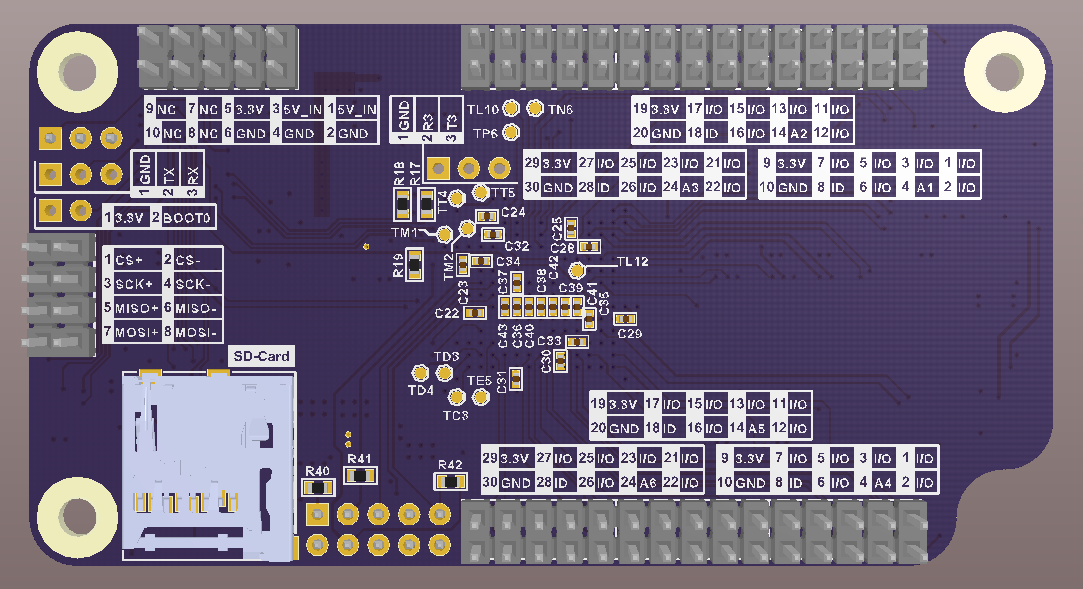 9 NC 7 NC 5 3.3V 3 5V_IN 1 5V_IN
10 NC 8 NC 6 GND 4 GND 2 GND
1 GND
2 R3
3 T3
TL10 TN6
TP6
19 3.3V 17 I/O 15 I/O 13 I/O 11 I/O
20 GND 18 ID 16 I/O 14 A2 12 I/O
29 3.3V 27 I/O 25 I/O 23 I/O 21 I/O
30 GND 28 ID 26 I/O 24 A3 22 I/O
9 3.3V 7 I/O 5 I/O 3 I/O 1 I/O
10 GND 8 ID 6 I/O 4 A1 2 I/O
1 GND
2 TX
3 RX
1 3.3V 2 BOOT0
R18
R17
TT4
TT5
C24
TM1
C32
C25
C28
R19
TM2
C34
C42
TL12
C23
C37
C38
C39
C41
C35
C22
C43
C36
C40
C29
C33
C30
C31
1 CS+ 2 CS-
3 SCK+ 4 SCK-
5 MISO+ 6 MISO-
7 MOSI+ 8 MOSI-
SD-Card
TD3
TD4
TE5
TC3
19 3.3V 17 I/O 15 I/O 13 I/O 11 I/O
20 GND 18 ID 16 I/O 14 A5 12 I/O
29 3.3V 27 I/O 25 I/O 23 I/O 21 I/O
30 GND 28 ID 26 I/O 24 A6 22 I/O
9 3.3V 7 I/O 5 I/O 3 I/O 1 I/O
10 GND 8 ID 6 I/O 4 A4 2 I/O
R40
R41
R42